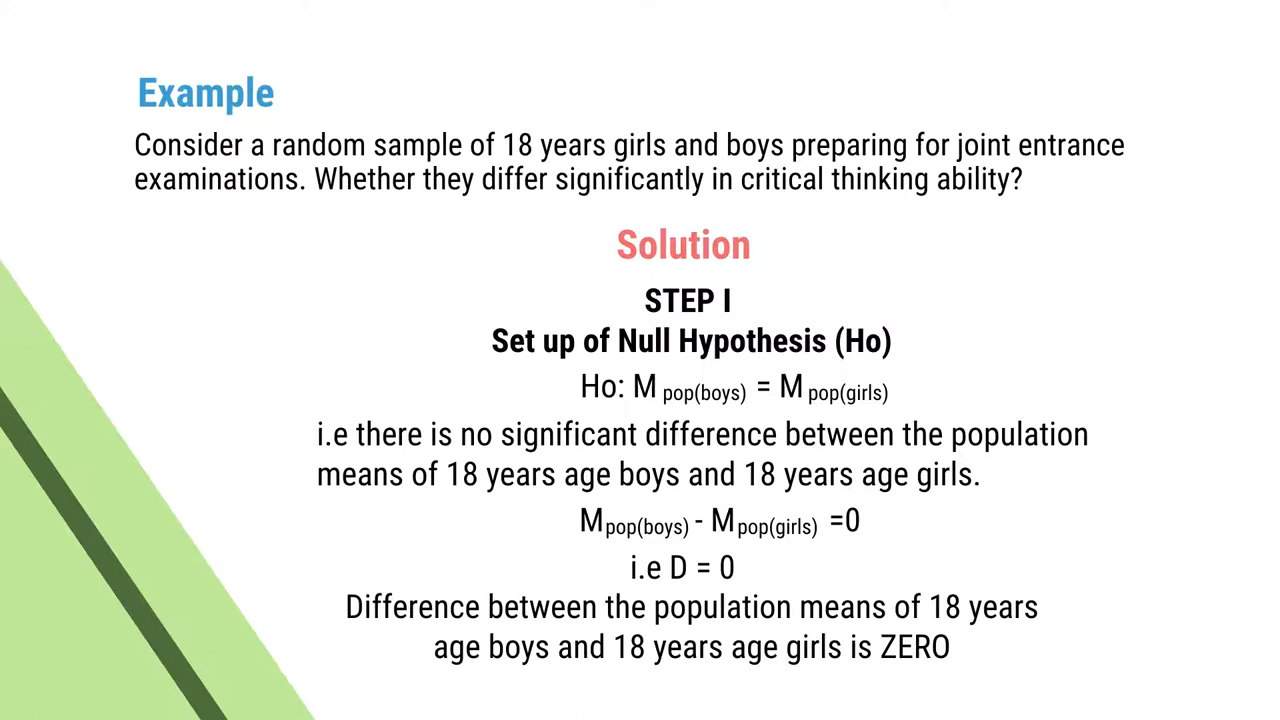 Example
Consider a random sample of 18 years girls and boys preparing for joint entrance
examinations. Whether they differ significantly in critical thinking ability?
Solution
STEP I
Set up of Null Hypothesis (Ho)
Ho: M pop(boys) = M pop(girls)
i.e there is no significant difference between the population
means of 18 years age boys and 18 years age girls.
Mpop(boys) - Mpop(girls) =0
i.e D = 0
Difference between the population means of 18 years
age boys and 18 years age girls is ZERO